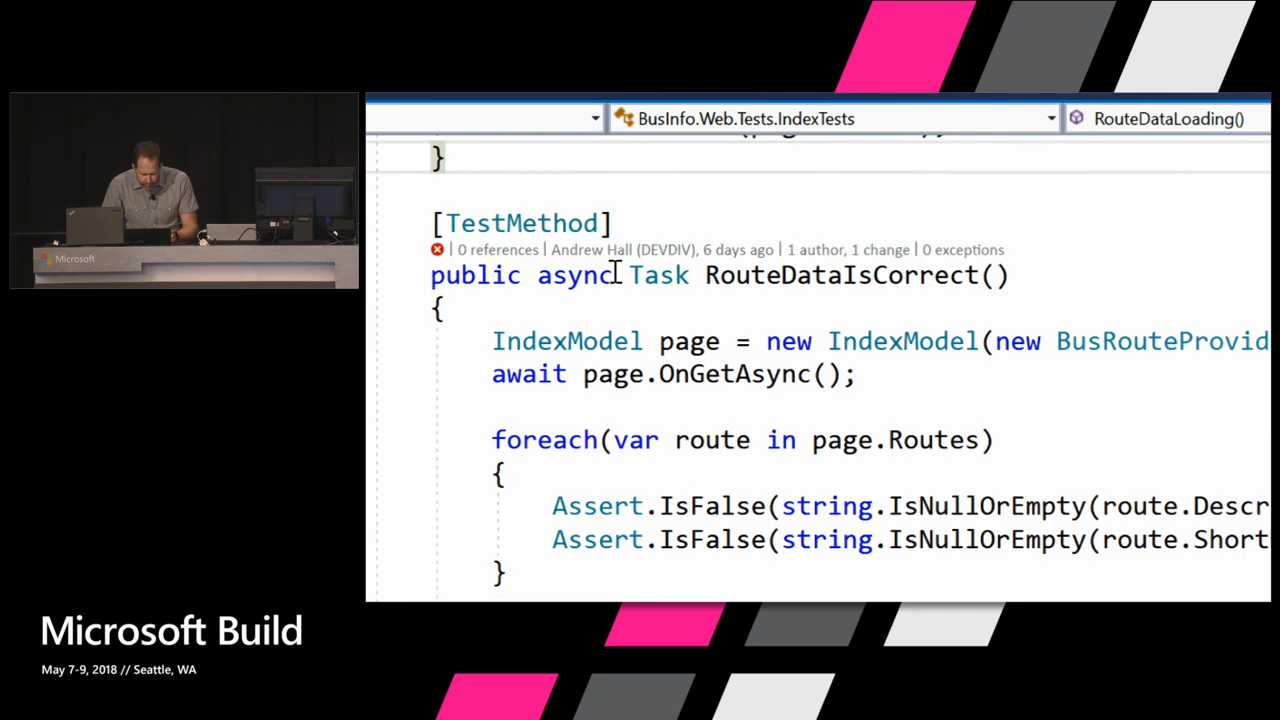 BusInfo.Web.Tests.IndexTests
RouteDataLoading()
}
[TestMethod]
| 0 references | Andrew Hall (DEVDIV), 6 days ago | 1 author, 1 change | 0 exceptions
public async Task RouteDataIsCorrect()
{
IndexModel page = new IndexModel(new BusRouteProvid
await page.OnGetAsync();
foreach(var route in page.Routes)
{
Assert.IsFalse(string.IsNullOrEmpty(route.Descr
Assert.IsFalse(string.IsNullOrEmpty(route.Short
}
Microsoft
Microsoft Build
May 7-9, 2018 // Seattle, WA